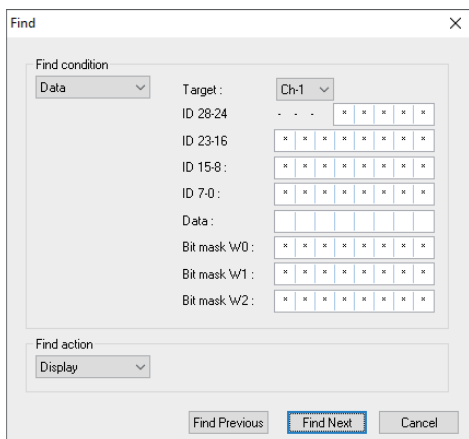 Find
Find condition
Data
Target :
Ch-1
ID 28-24
- - - * * * * *
ID 23-16
* * * * * * * *
ID 15-8 :
* * * * * * * *
ID 7-0 :
* * * * * * * *
Data :
Bit mask W0 :
* * * * * * * *
Bit mask W1 :
* * * * * * * *
Bit mask W2 :
* * * * * * * *
Find action
Display
Find Previous
Find Next
Cancel